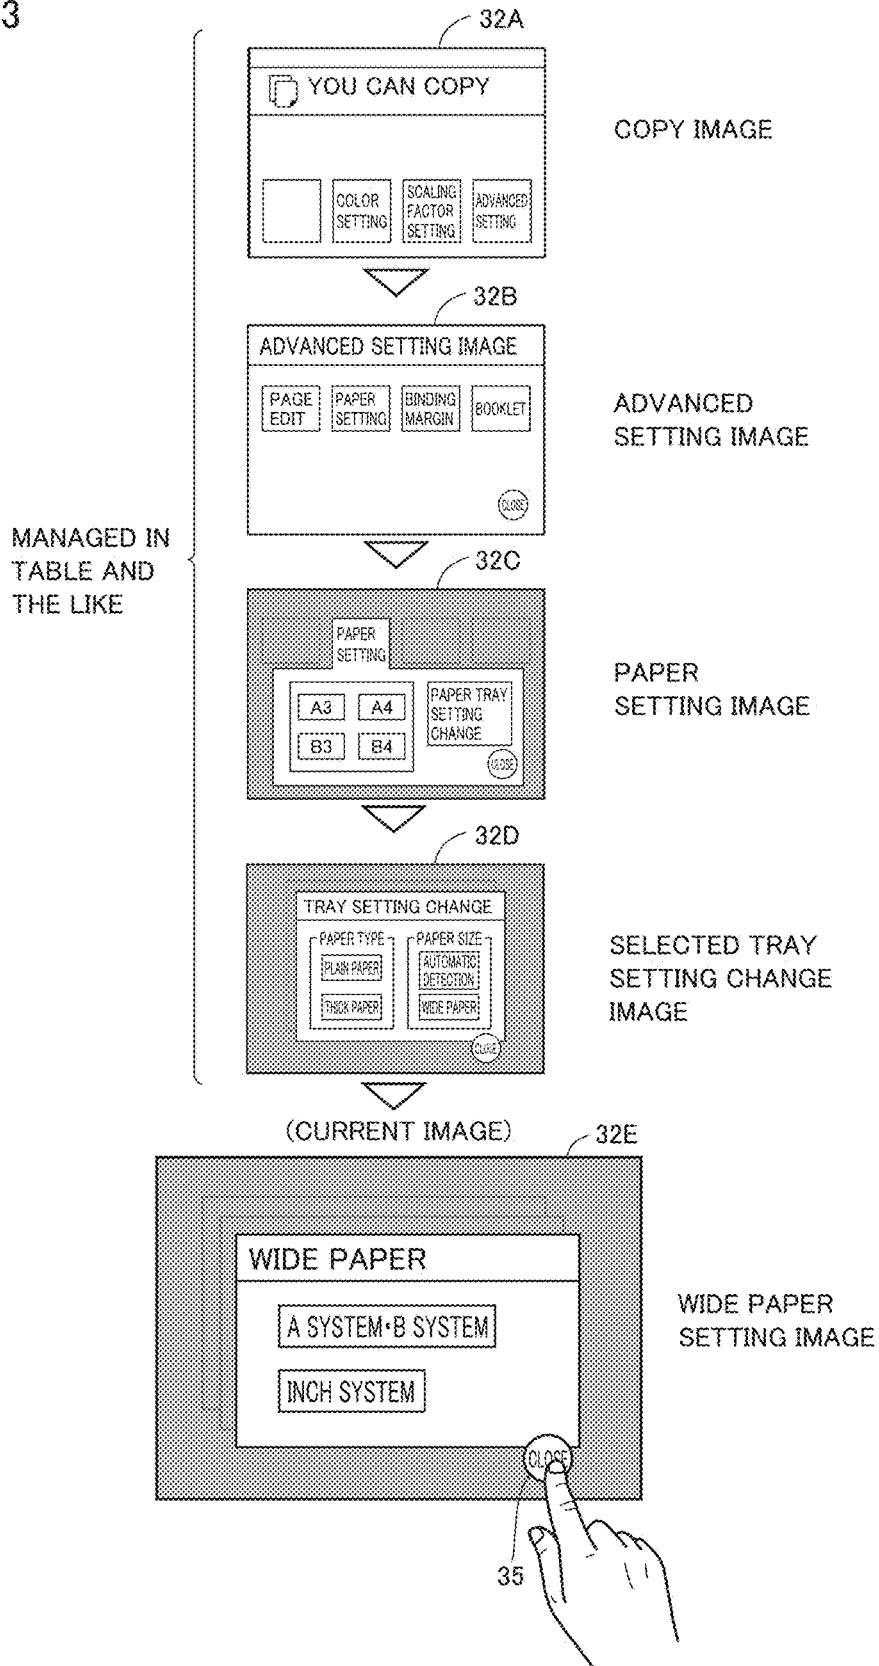 3
32A
YOU CAN COPY
COPY IMAGE
COLOR
SETTING
SCALING
FACTOR
SETTING
ADVANCED
SETTING
32B
ADVANCED SETTING IMAGE
PAGE
EDIT
PAPER
SETTING
BINDING
MARGIN
BOOKLET
CLOSE
ADVANCED
SETTING IMAGE
MANAGED IN
TABLE AND
THE LIKE
32C
PAPER
SETTING
A3
A4
B3
B4
PAPER TRAY
SETTING
CHANGE
CLOSE
PAPER
SETTING IMAGE
32D
TRAY SETTING CHANGE
PAPER TYPE
PLAIN PAPER
THICK PAPER
PAPER SIZE
AUTOMATIC
DETECTION
WIDE PAPER
CLOSE
SELECTED TRAY
SETTING CHANGE
IMAGE
(CURRENT IMAGE)
32E
WIDE PAPER
A SYSTEM・B SYSTEM
INCH SYSTEM
CLOSE
WIDE PAPER
SETTING IMAGE
35